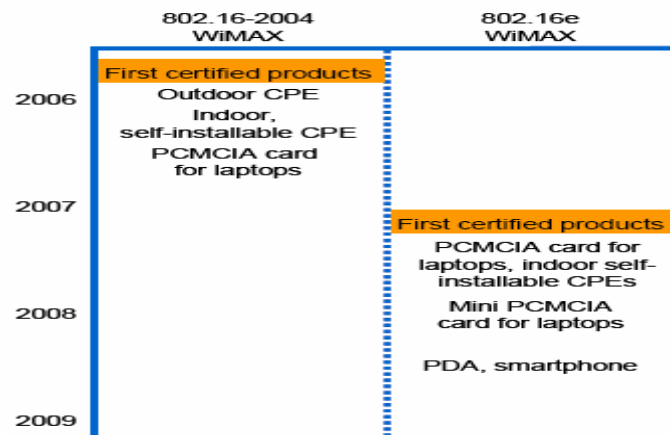 802.16-2004
WiMAX
802.16e
WiMAX
First certified products
2006
Outdoor CPE
Indoor,
self-installable CPE
PCMCIA card
for laptops
2007
First certified products
PCMCIA card for
laptops, indoor self-
installable CPEs
2008
Mini PCMCIA
card for laptops
PDA, smartphone
2009